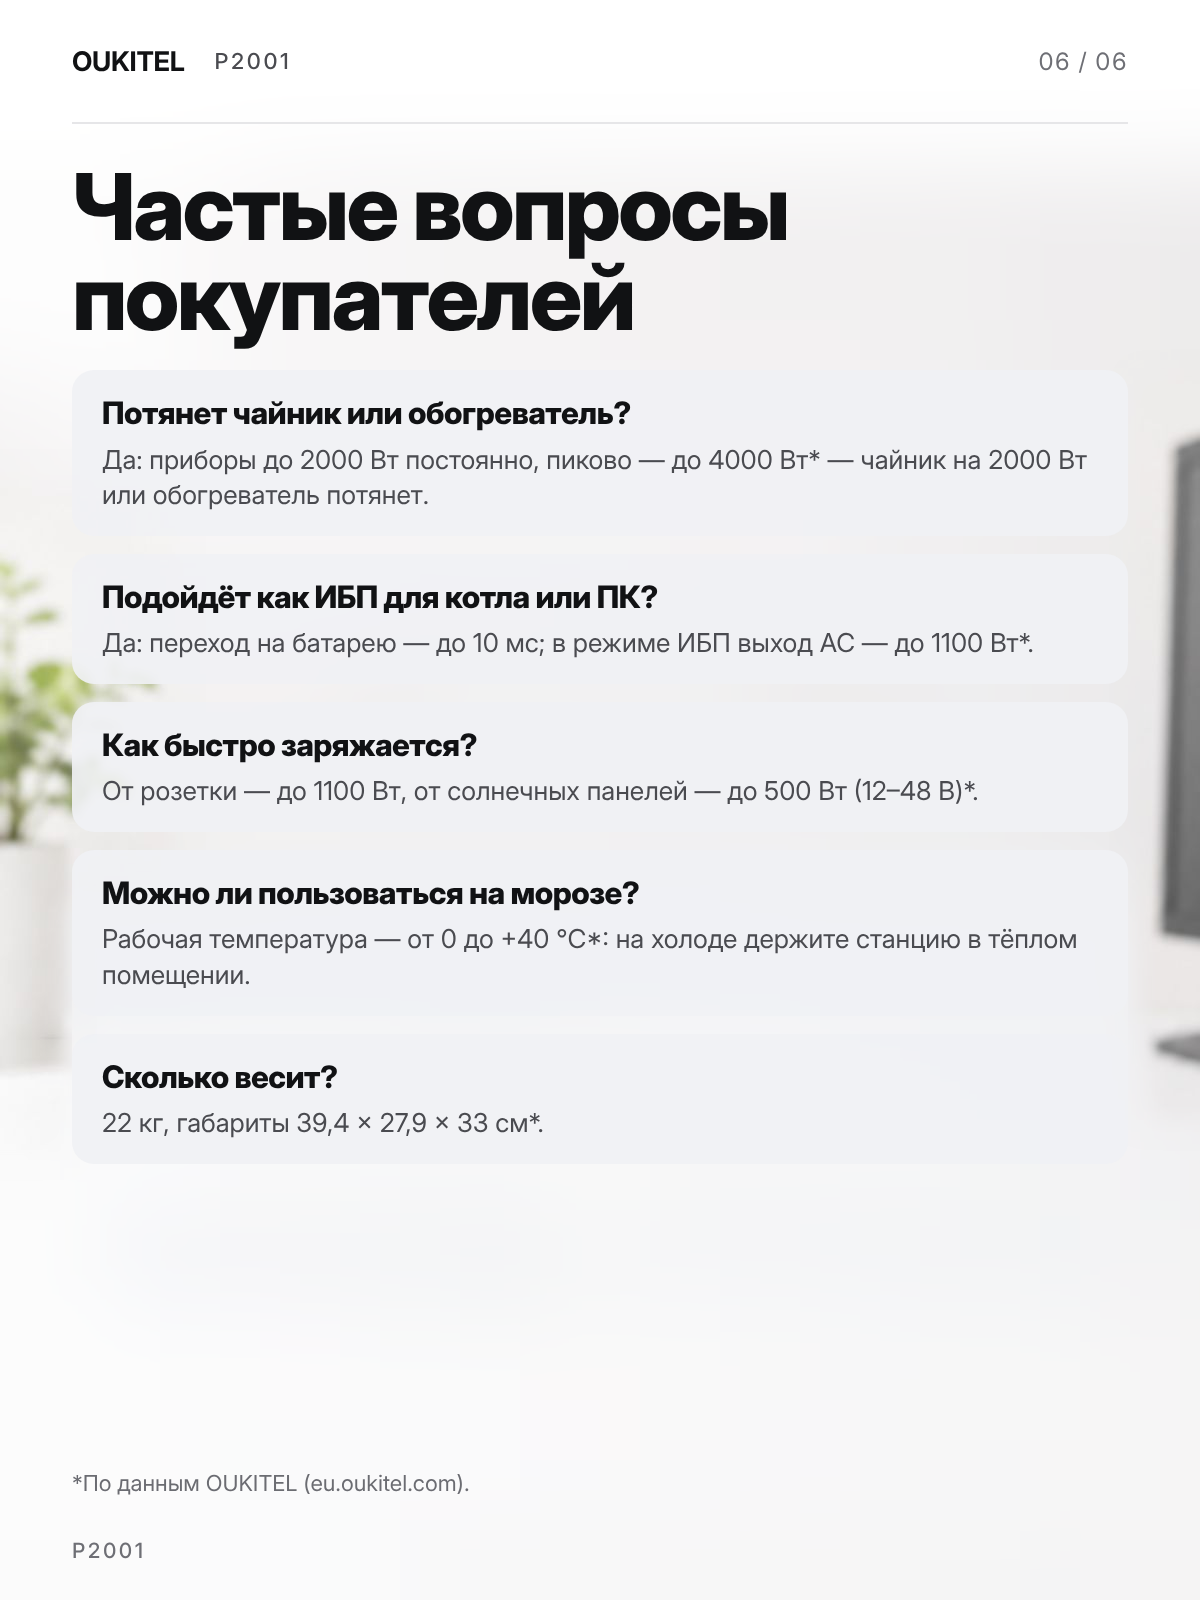 OUKITEL P2001 06 / 06
Частые вопросы
покупателей
Потянет чайник или обогреватель?
Да: приборы до 2000 Вт постоянно, пиково — до 4000 Вт* — чайник на 2000 Вт
или обогреватель потянет.
Подойдёт как ИБП для котла или ПК?
Да: переход на батарею — до 10 мс; в режиме ИБП выход AC — до 1100 Вт*.
Как быстро заряжается?
От розетки — до 1100 Вт, от солнечных панелей — до 500 Вт (12–48 В)*.
Можно ли пользоваться на морозе?
Рабочая температура — от 0 до +40 °C*: на холоде держите станцию в тёплом
помещении.
Сколько весит?
22 кг, габариты 39,4 × 27,9 × 33 см*.
*По данным OUKITEL (eu.oukitel.com).
P2001